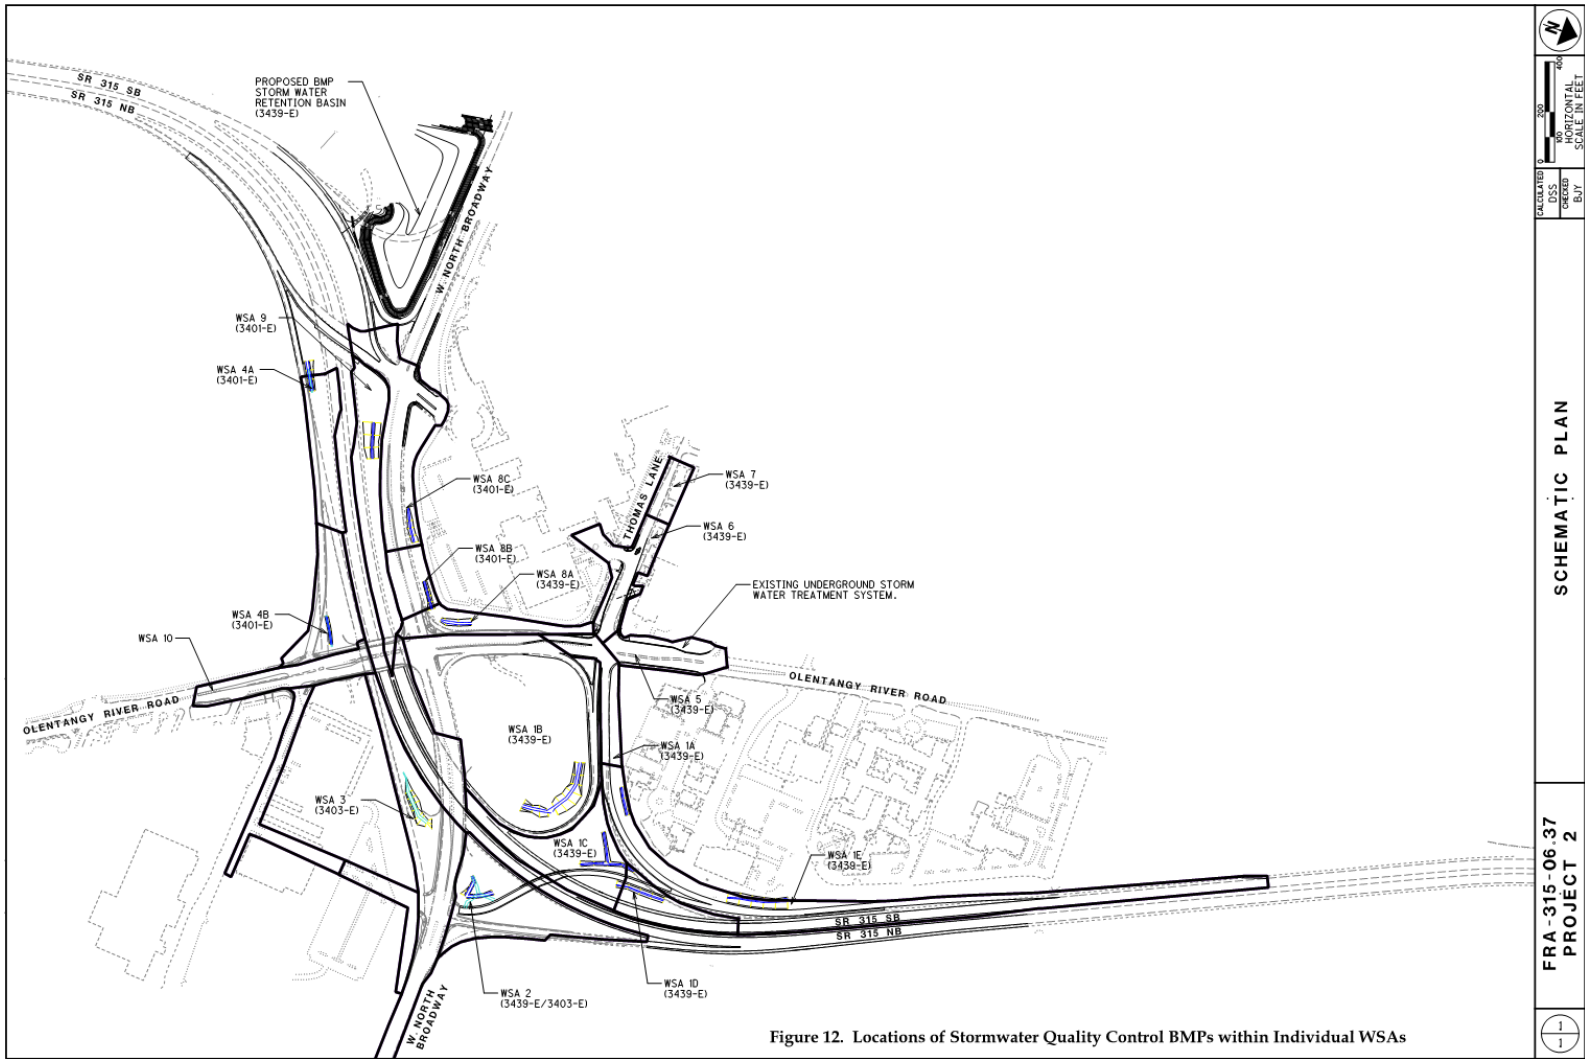 SR 315 SB
SR 315 NB
PROPOSED BMP
STORM WATER
RETENTION BASIN
(3439-E)
W. NORTH BROADWAY
WSA 9
(3401-E)
WSA 4A
(3401-E)
WSA 8C
(3401-E)
THOMAS LANE
WSA 7
(3439-E)
WSA 6
(3439-E)
WSA 8B
(3401-E)
WSA 8A
(3439-E)
EXISTING UNDERGROUND STORM
WATER TREATMENT SYSTEM.
WSA 4B
(3401-E)
WSA 10
OLENTANGY RIVER ROAD
OLENTANGY RIVER ROAD
WSA 5
(3439-E)
WSA 1B
(3439-E)
WSA 1A
(3439-E)
WSA 3
(3403-E)
WSA 1C
(3439-E)
WSA 1E
(3439-E)
SR 315 SB
SR 315 NB
WSA 1D
(3439-E)
WSA 2
(3439-E/3403-E)
W. NORTH
BROADWAY
Figure 12. Locations of Stormwater Quality Control BMPs within Individual WSAs
N
0
100
200
400
HORIZONTAL
SCALE IN FEET
CALCULATED
DSS
CHECKED
BJY
SCHEMATIC PLAN
FRA-315-06.37
PROJECT 2
1
1